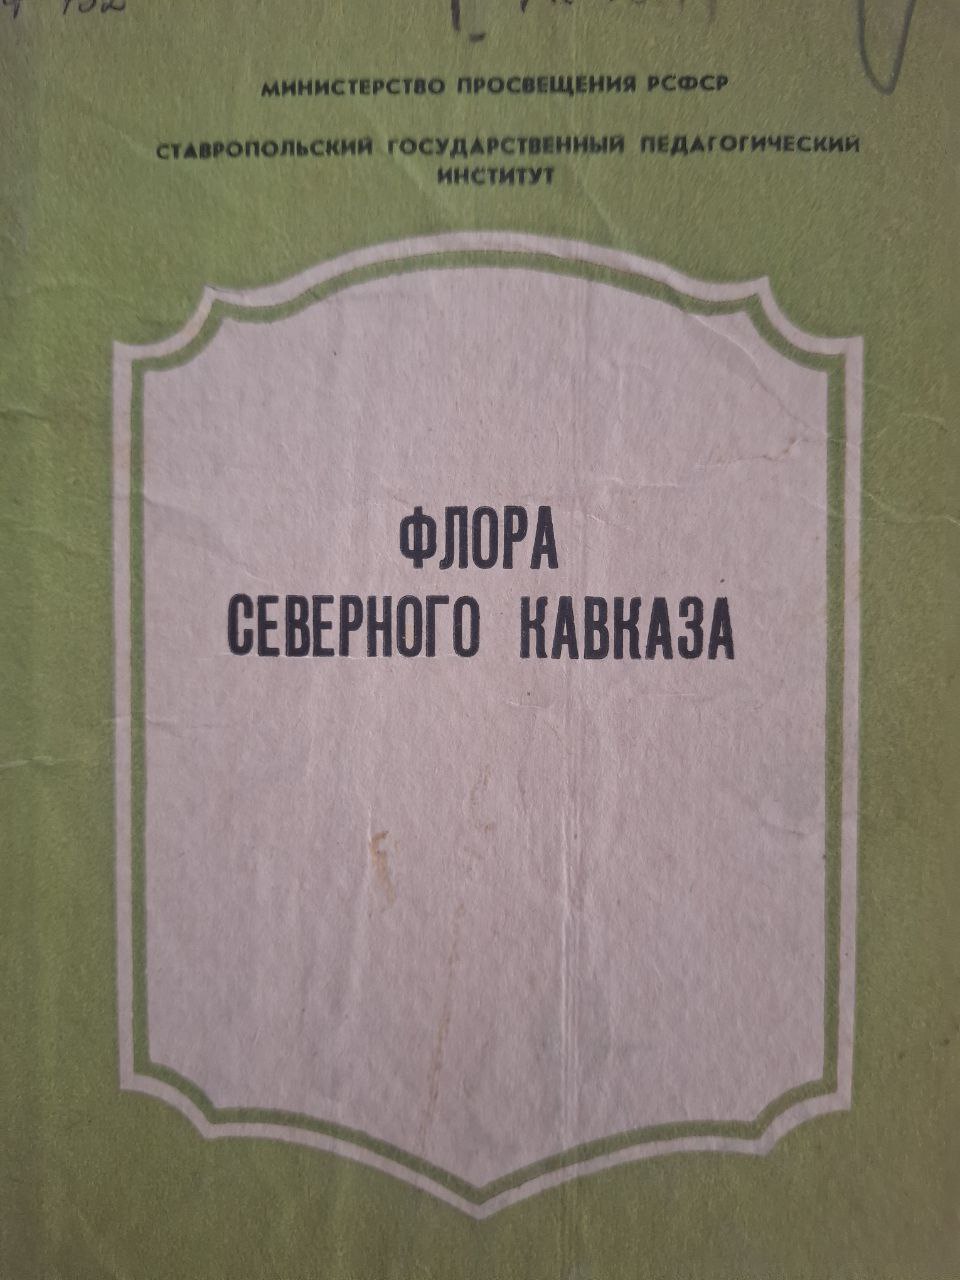 МИНИСТЕРСТВО ПРОСВЕЩЕНИЯ РСФСР
СТАВРОПОЛЬСКИЙ ГОСУДАРСТВЕННЫЙ ПЕДАГОГИЧЕСКИЙ
ИНСТИТУТ
ФЛОРА
СЕВЕРНОГО КАВКАЗА